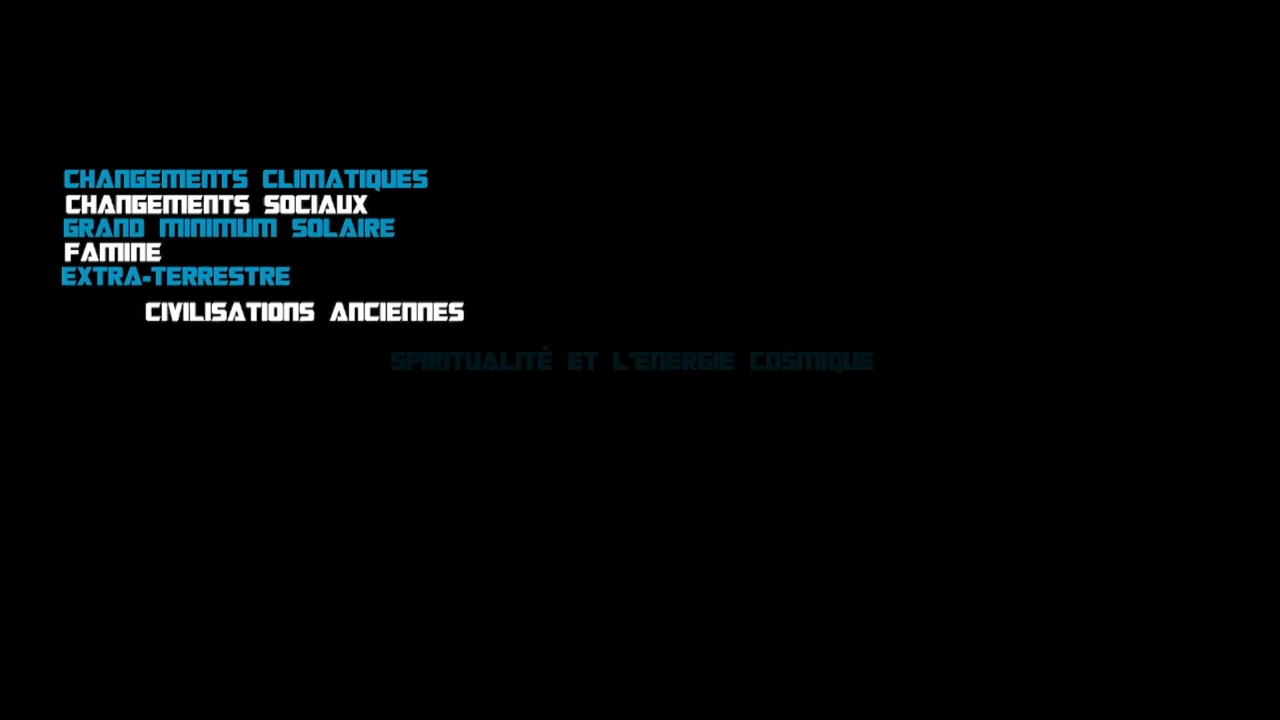 CHANGEMENTS CLIMATIQUES
CHANGEMENTS SOCIAUX
GRAND MINIMUM SOLAIRE
FAMINE
EXTRA-TERRESTRE
CIVILISATIONS ANCIENNES
SPIRITUALITÉ ET L'ENERGIE COSMIQUE